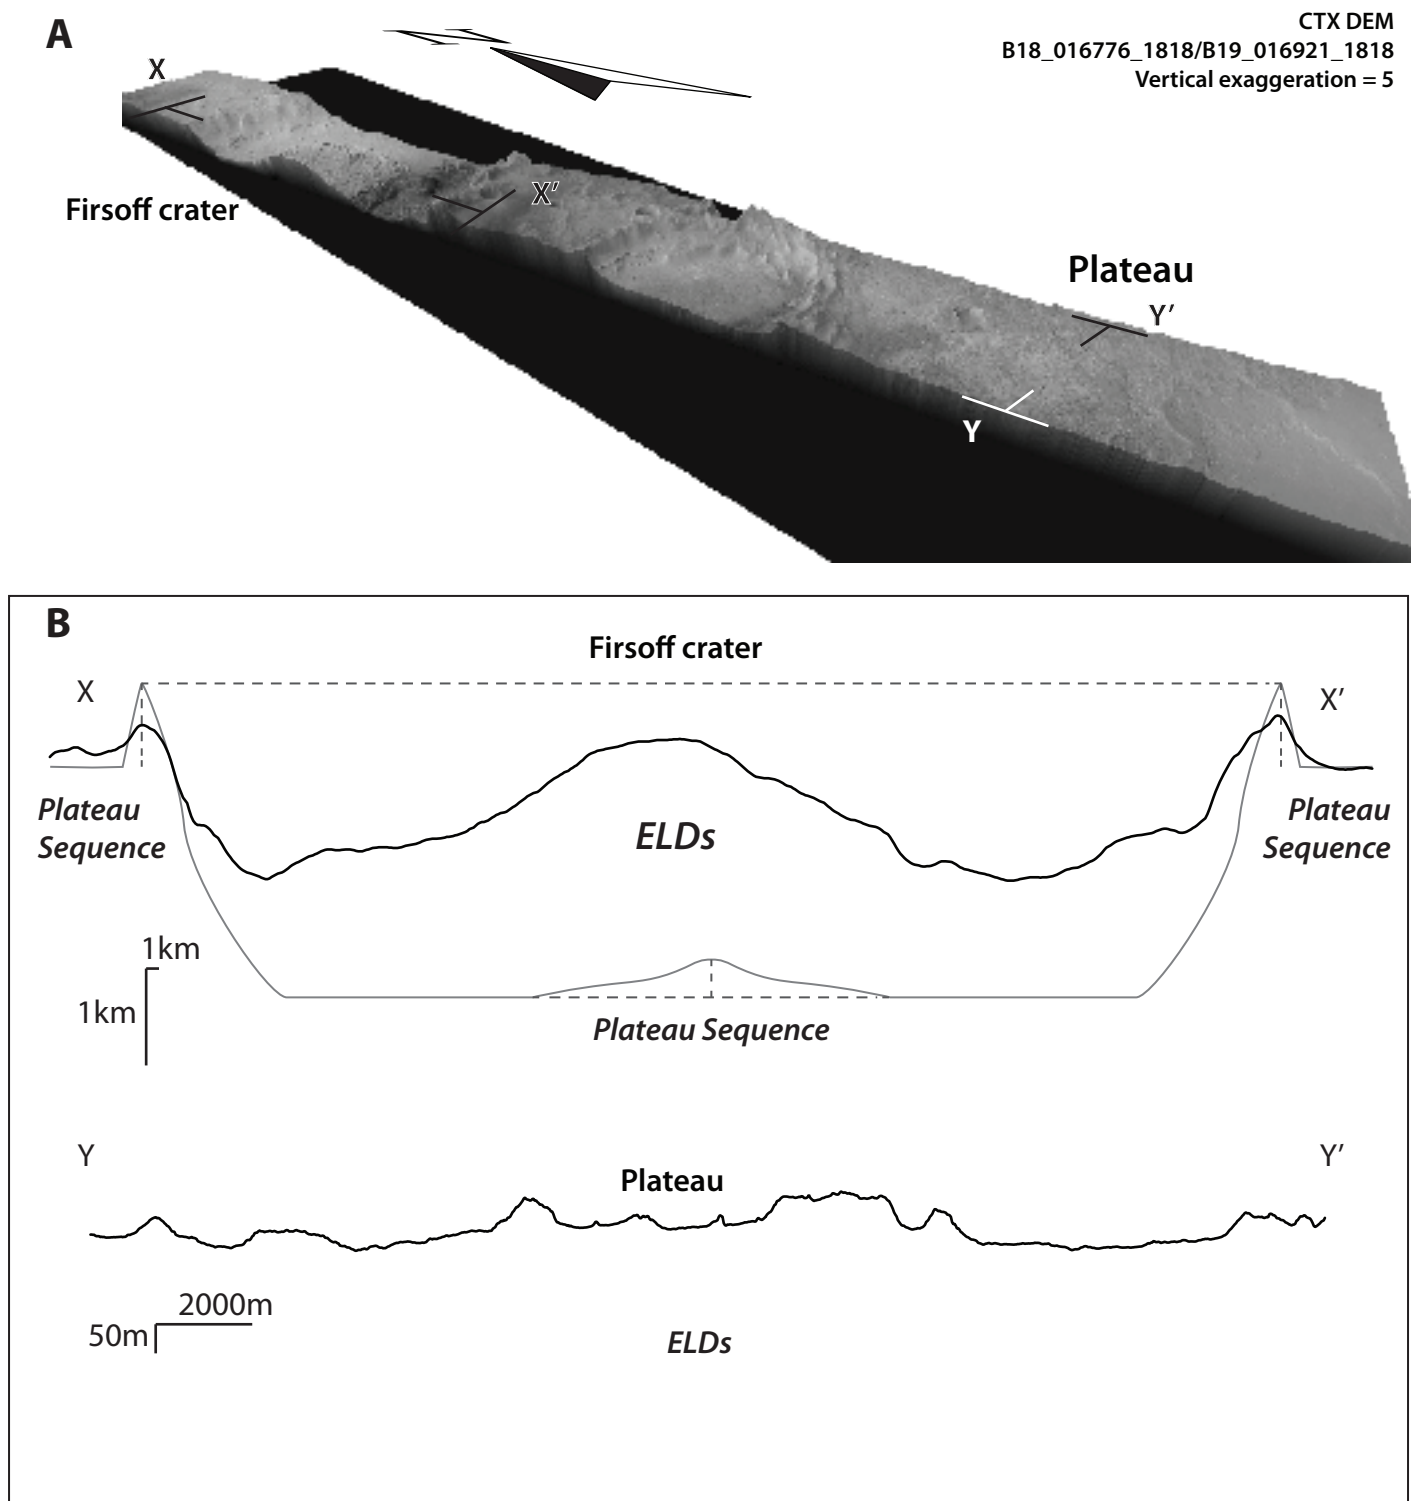 A
CTX DEM
B18_016776_1818/B19_016921_1818
Vertical exaggeration = 5
N
X
Firsoff crater
X′
Plateau
Y′
Y
B
Firsoff crater
X
X′
Plateau
Sequence
ELDs
Plateau
Sequence
1km
1km
Plateau Sequence
Y
Y′
Plateau
2000m
50m
ELDs